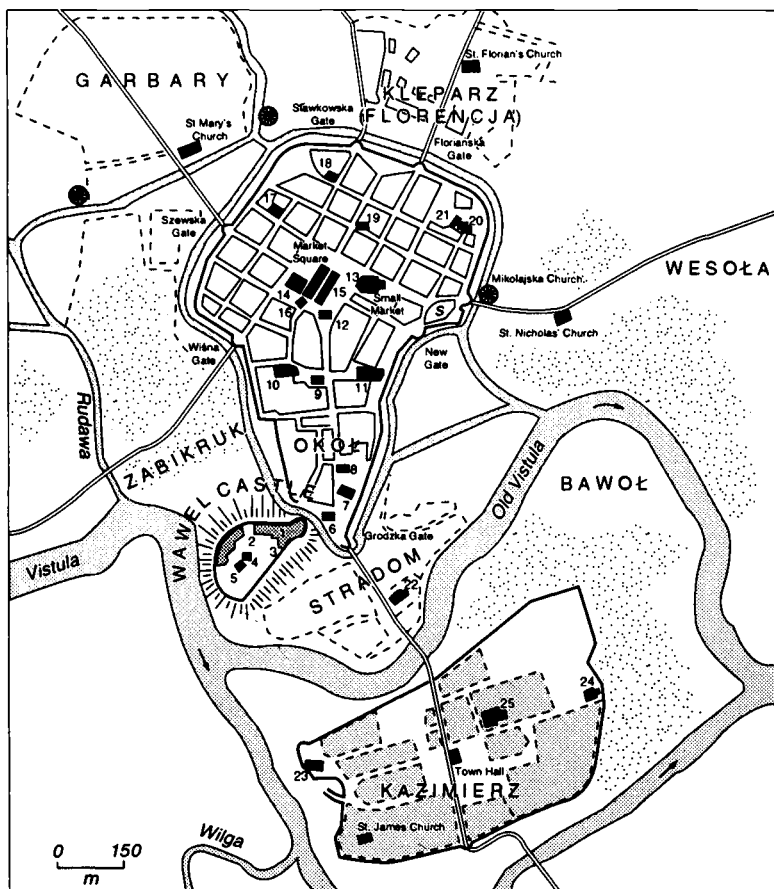 St. Florian's Church
GARBARY
KLEPARZ
(FLORENCJA)
Sławkowska
Gate
St Mary's
Church
Floriańska
Gate
18
17
19
21
20
Szewska
Gate
Market
Square
13
14
15
16
Small
Market
S
12
Mikolajska Church
WESOŁA
St. Nicholas' Church
Wiśna
Gate
New
Gate
10
9
11
Rudawa
ZABIKRUK
OKOŁ
8
7
6
Old Vistula
BAWOŁ
WAWEL CASTLE
Grodzka Gate
2
3
4
5
Vistula
STRADOM
22
24
25
23
Town Hall
KAZIMIERZ
St. James Church
Wilga
0 150
m